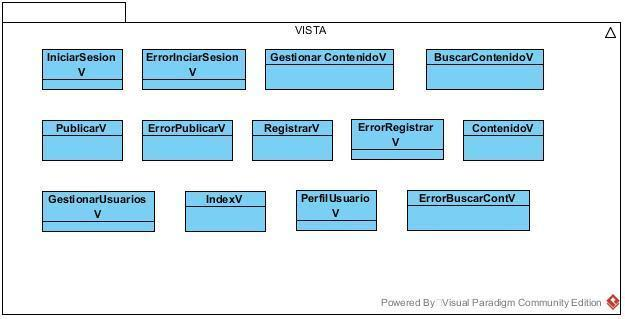 VISTA
IniciarSesion
V
ErrorInciarSesion
V
Gestionar ContenidoV
BuscarContenidoV
PublicarV
ErrorPublicarV
RegistrarV
ErrorRegistrar
V
ContenidoV
GestionarUsuarios
V
IndexV
PerfilUsuario
V
ErrorBuscarContV
Powered By Visual Paradigm Community Edition